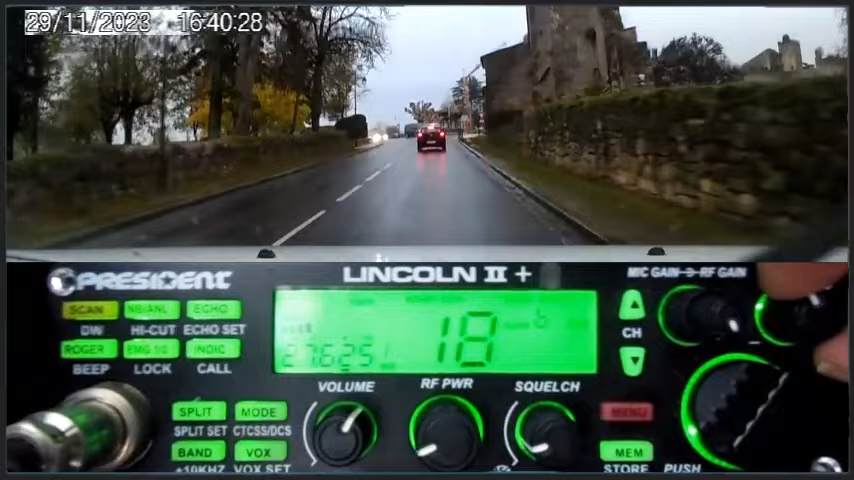 29/11/2023 16:40:28
PRESIDENT
LINCOLN II +
MIC GAIN RF GAIN
SCAN NB/ANL ECHO
DW HI-CUT ECHO SET
ROGER EMG 1/2 INDIC
BEEP LOCK CALL
27.625
18
CH
VOLUME RF PWR SQUELCH
SPLIT MODE
SPLIT SET CTCSS/DCS
BAND VOX
+10KHZ VOX SET
MENU
MEM
STORE PUSH